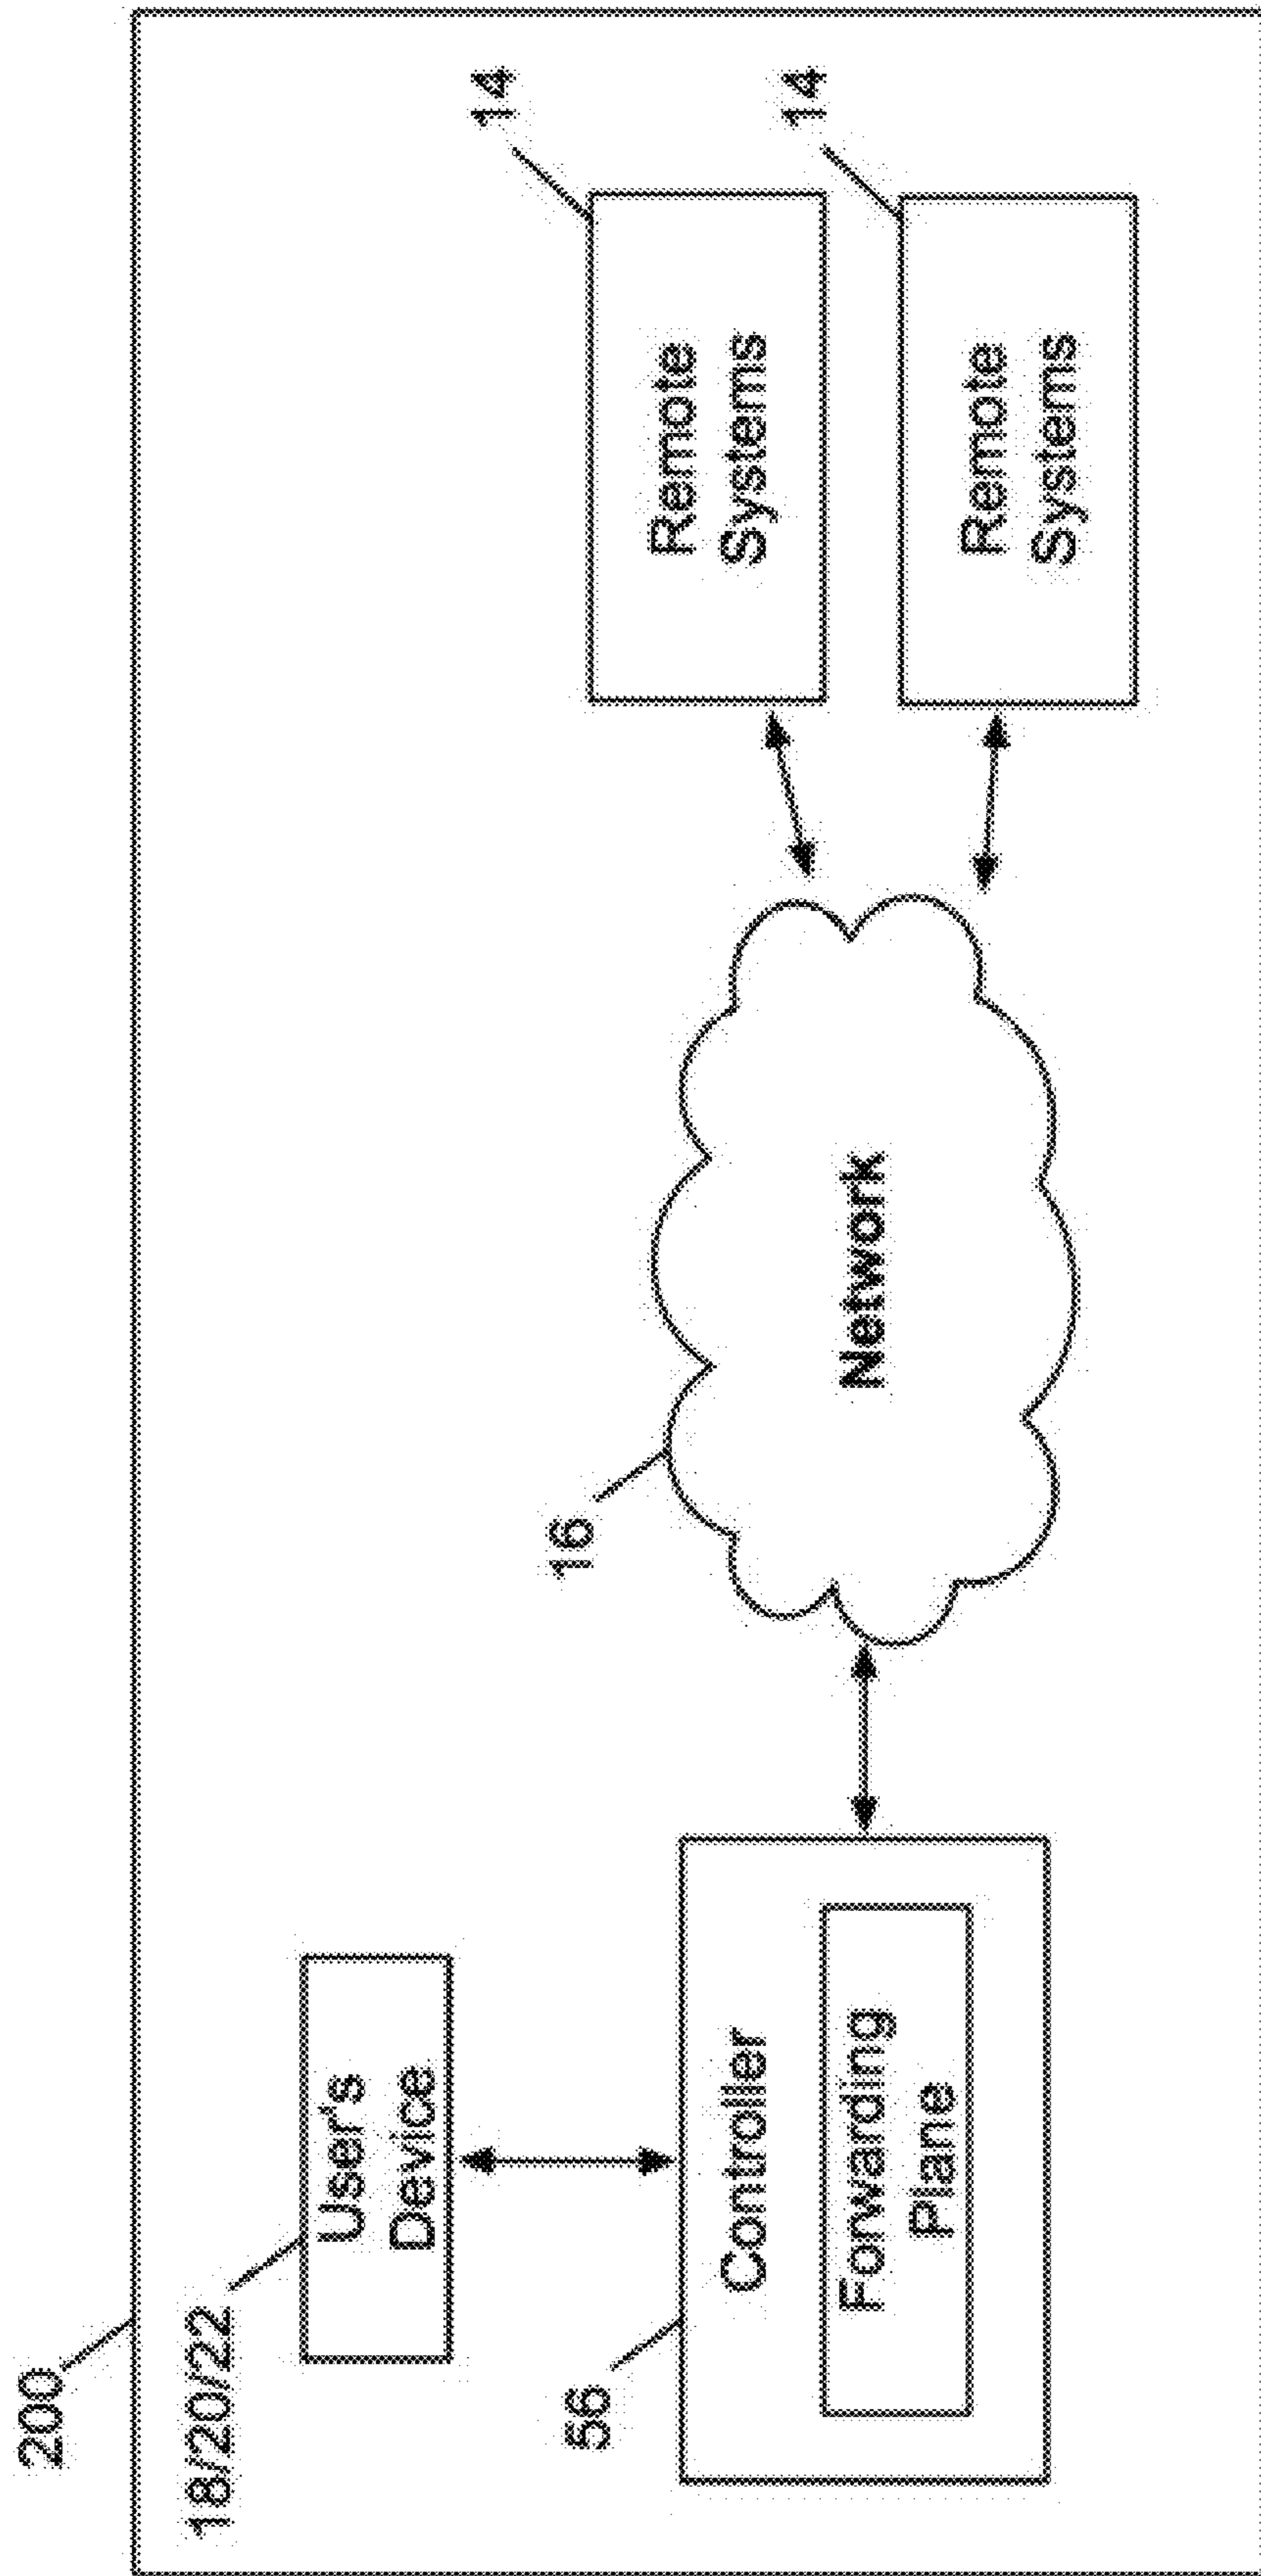 200
18/20/22
User's
Device
56
Controller
Forwarding
Plane
16
Network
14
Remote
Systems
14
Remote
Systems